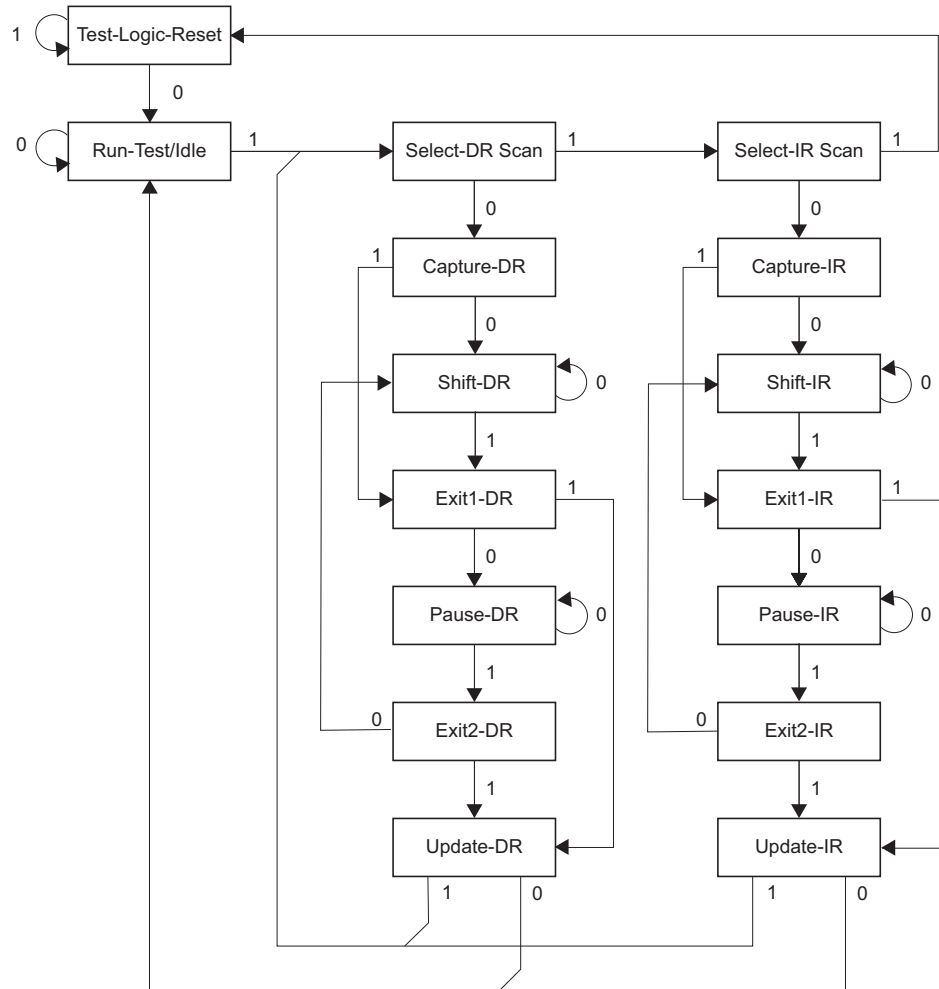 1 Test-Logic-Reset
0
0 Run-Test/Idle 1 Select-DR Scan 1 Select-IR Scan 1
0 0
1 Capture-DR 1 Capture-IR
0 0
Shift-DR 0 Shift-IR 0
1 1
Exit1-DR 1 Exit1-IR 1
0 0
Pause-DR 0 Pause-IR 0
1 1
0 Exit2-DR 0 Exit2-IR
1 1
Update-DR Update-IR
1 0 1 0